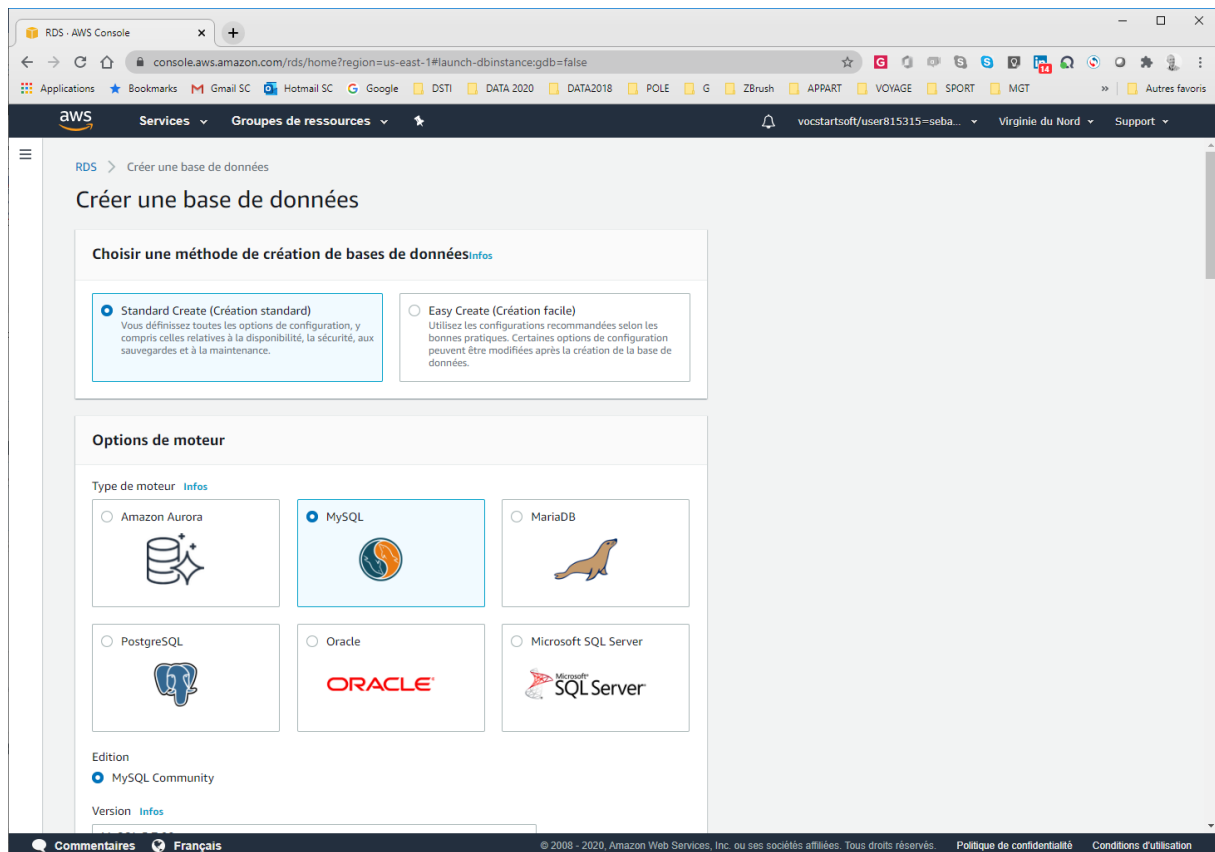 RDS · AWS Console
console.aws.amazon.com/rds/home?region=us-east-1#launch-dbinstance:gdb=false
14
Applications Bookmarks Gmail SC Hotmail SC Google DSTI DATA 2020 DATA2018 POLE G ZBrush APPART VOYAGE SPORT MGT » Autres favoris
aws Services Groupes de ressources vocstartsoft/user815315=seba... Virginie du Nord Support
RDS > Créer une base de données
Créer une base de données
Choisir une méthode de création de bases de donnéesInfos
Standard Create (Création standard)
Vous définissez toutes les options de configuration, y
compris celles relatives à la disponibilité, la sécurité, aux
sauvegardes et à la maintenance.
Easy Create (Création facile)
Utilisez les configurations recommandées selon les
bonnes pratiques. Certaines options de configuration
peuvent être modifiées après la création de la base de
données.
Options de moteur
Type de moteur Infos
Amazon Aurora
MySQL
MariaDB
PostgreSQL
Oracle
ORACLE
Microsoft SQL Server
Microsoft SQL Server
Edition
MySQL Community
Version Infos
Commentaires Français © 2008 - 2020, Amazon Web Services, Inc. ou ses sociétés affiliées. Tous droits réservés. Politique de confidentialité Conditions d'utilisation